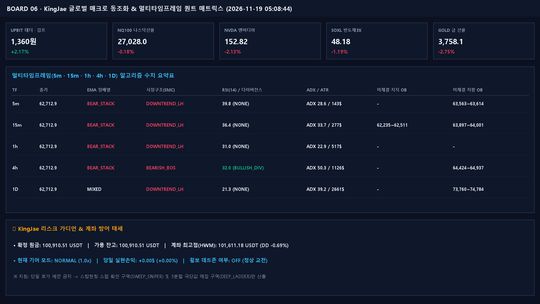 BOARD 06 - KingJae 글로벌 매크로 동조화 & 멀티타임프레임 퀀트 매트릭스 (2026-11-19 05:08:44)
UPBIT 테더 · 김프
1,360원
+2.17%
NQ100 나스닥선물
27,028.0
-0.18%
NVDA 엔비디아
152.82
-2.13%
SOXL 반도체3X
48.18
-1.19%
GOLD 금 선물
3,758.1
-2.75%
멀티타임프레임(5m · 15m · 1h · 4h · 1D) 알고리즘 수치 요약표
TF 종가 EMA 정배열 시장구조(SMC) RSI(14) / 다이버전스 ADX / ATR 미체결 지지 OB 미체결 저항 OB
5m 62,712.9 BEAR_STACK DOWNTREND_LH 39.8 (NONE) ADX 28.6 / 143$ - 63,563~63,614
15m 62,712.9 BEAR_STACK DOWNTREND_LH 36.4 (NONE) ADX 33.7 / 277$ 62,235~62,511 63,897~64,001
1h 62,712.9 BEAR_STACK DOWNTREND_LH 31.0 (NONE) ADX 22.9 / 517$ - -
4h 62,712.9 BEAR_STACK BEARISH_BOS 32.0 (BULLISH_DIV) ADX 50.3 / 1126$ - 64,424~64,937
1D 62,712.9 MIXED DOWNTREND_LH 21.3 (NONE) ADX 39.2 / 2661$ - 73,760~74,784
KingJae 리스크 가디언 & 계좌 방어 태세
• 확정 원금: 100,910.51 USDT | 가용 잔고: 100,910.51 USDT | 계좌 최고점(HWM): 101,611.18 USDT (DD -0.69%)
• 현재 기어 모드: NORMAL (1.0x) | 당일 실현손익: +0.00$ (+0.00%) | 휩쏘 데드존 여부: OFF (정상 교전)